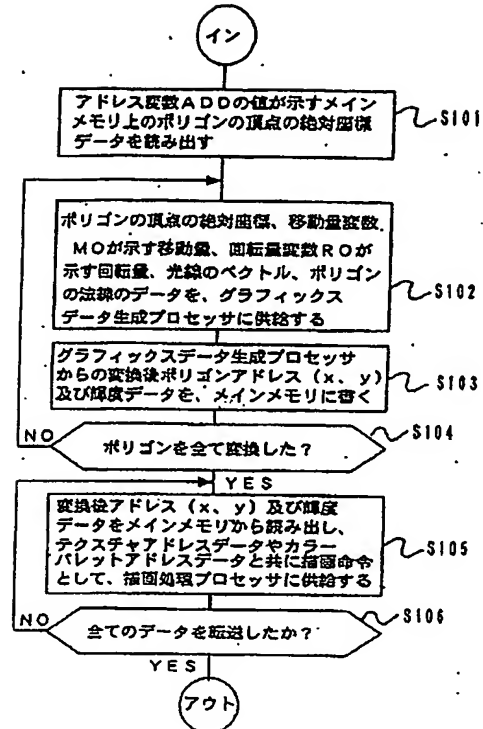 イン
アドレス変数ADDの値が示すメイン
メモリ上のポリゴンの頂点の絶対座標
データを読み出す
S101
ポリゴンの頂点の絶対座標、移動量変数
MOが示す移動量、回転量変数ROが
示す回転量、光線のベクトル、ポリゴン
の法線のデータを、グラフィックス
データ生成プロセッサに供給する
S102
グラフィックスデータ生成プロセッサ
からの変換後ポリゴンアドレス(x、y)
及び輝度データを、メインメモリに書く
S103
NO
ポリゴンを全て変換した?
S104
YES
変換後アドレス(x、y)及び輝度
データをメインメモリから読み出し、
テクスチャアドレスデータやカラー
パレットアドレスデータと共に描画命令
として、描画処理プロセッサに供給する
S105
NO
全てのデータを転送したか?
S106
YES
アウト